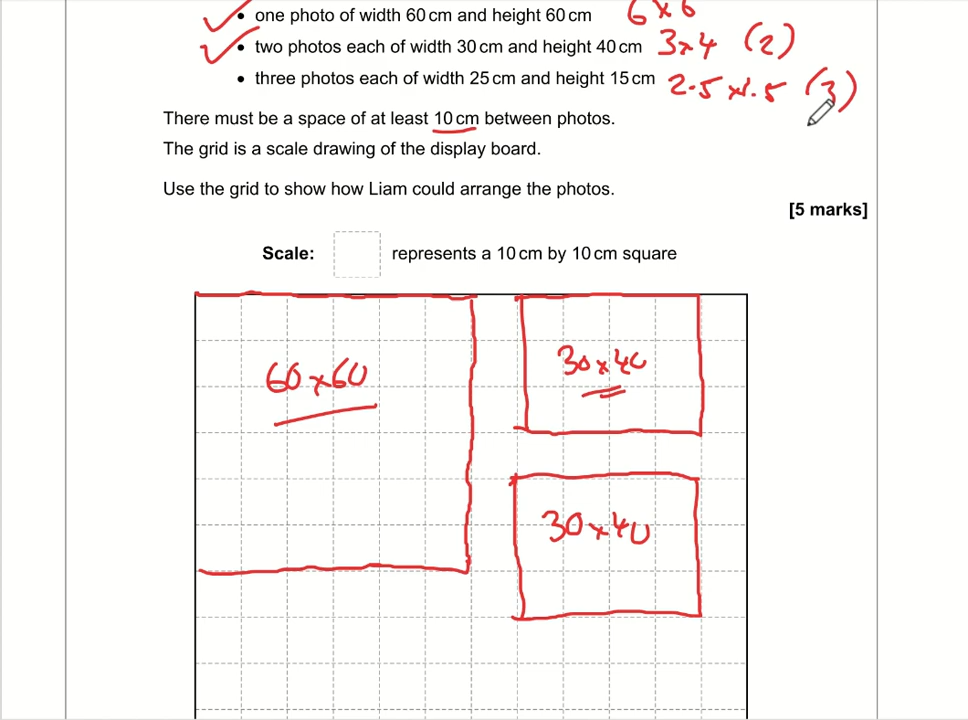 • one photo of width 60 cm and height 60 cm 6 x 6
• two photos each of width 30 cm and height 40 cm 3x4 (2)
• three photos each of width 25 cm and height 15 cm 2.5 x 1.5 (3)
There must be a space of at least 10 cm between photos.
The grid is a scale drawing of the display board.
Use the grid to show how Liam could arrange the photos.
[5 marks]
Scale: represents a 10 cm by 10 cm square
60 x 60
30 x 40
30 x 40